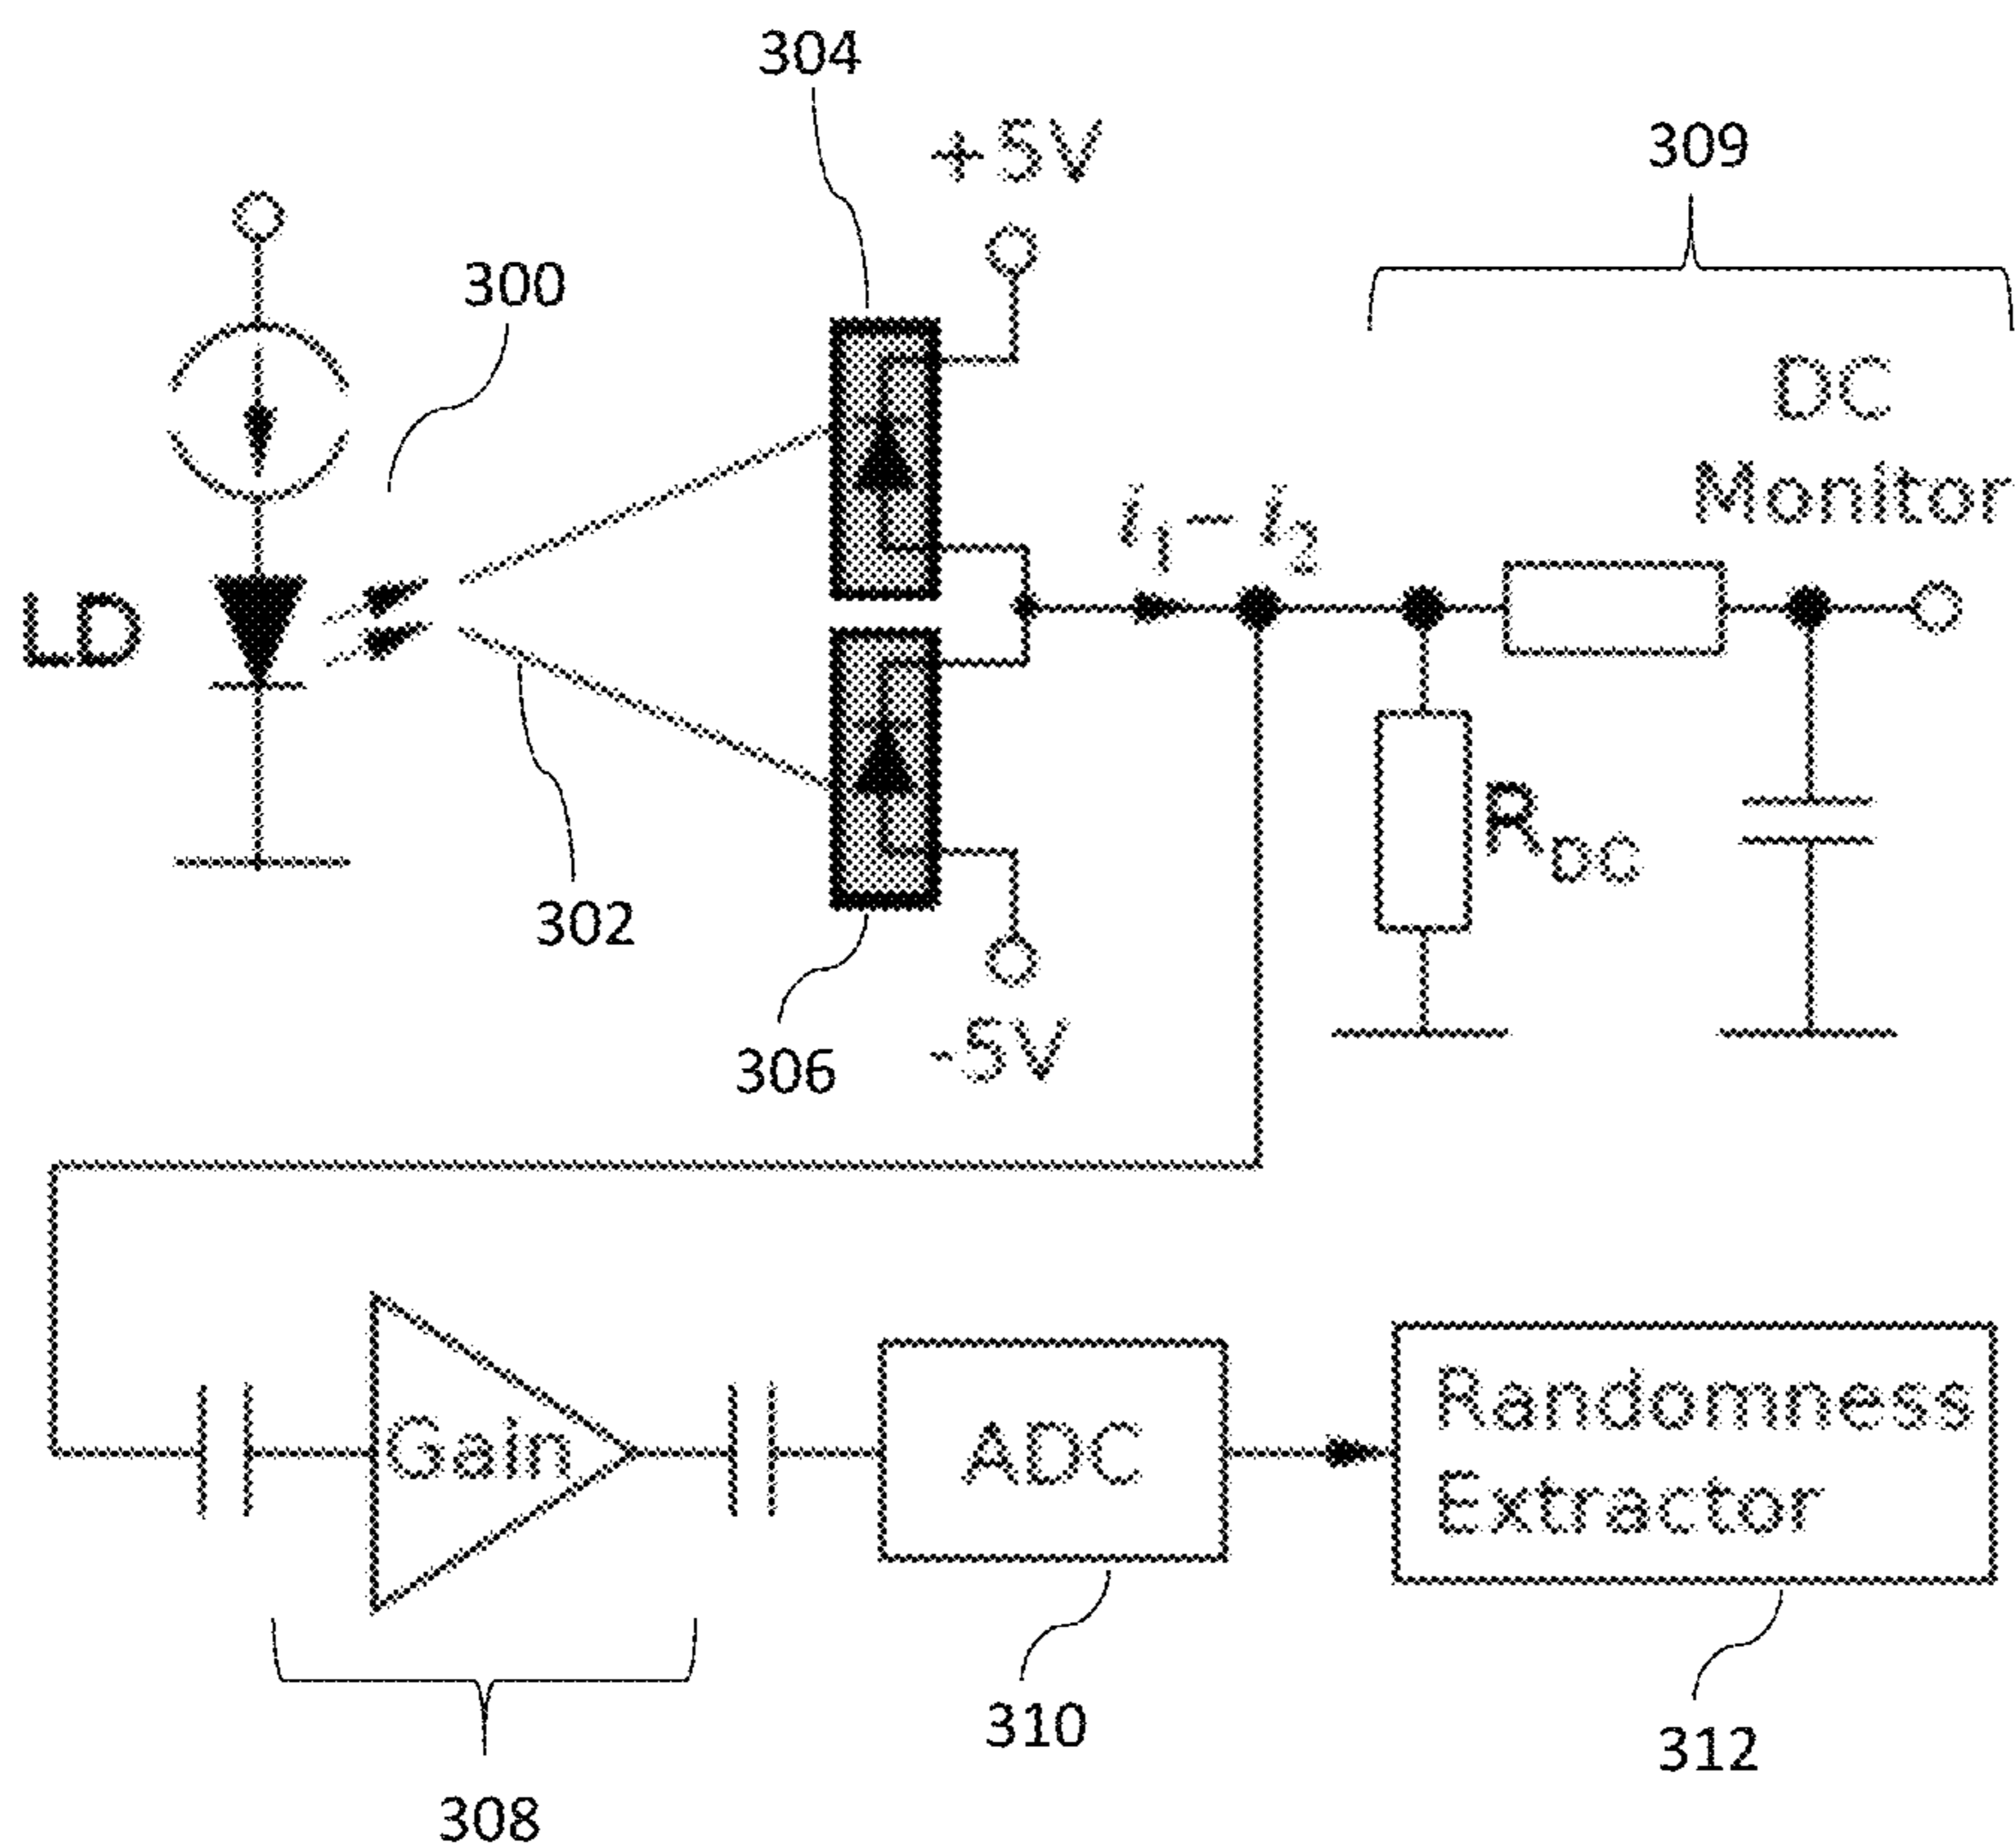 304
+5V
309
300
DC
Monitor
i₁ – i₂
LD
R_DC
302
306
-5V
Gain
ADC
Randomness
Extractor
310
312
308